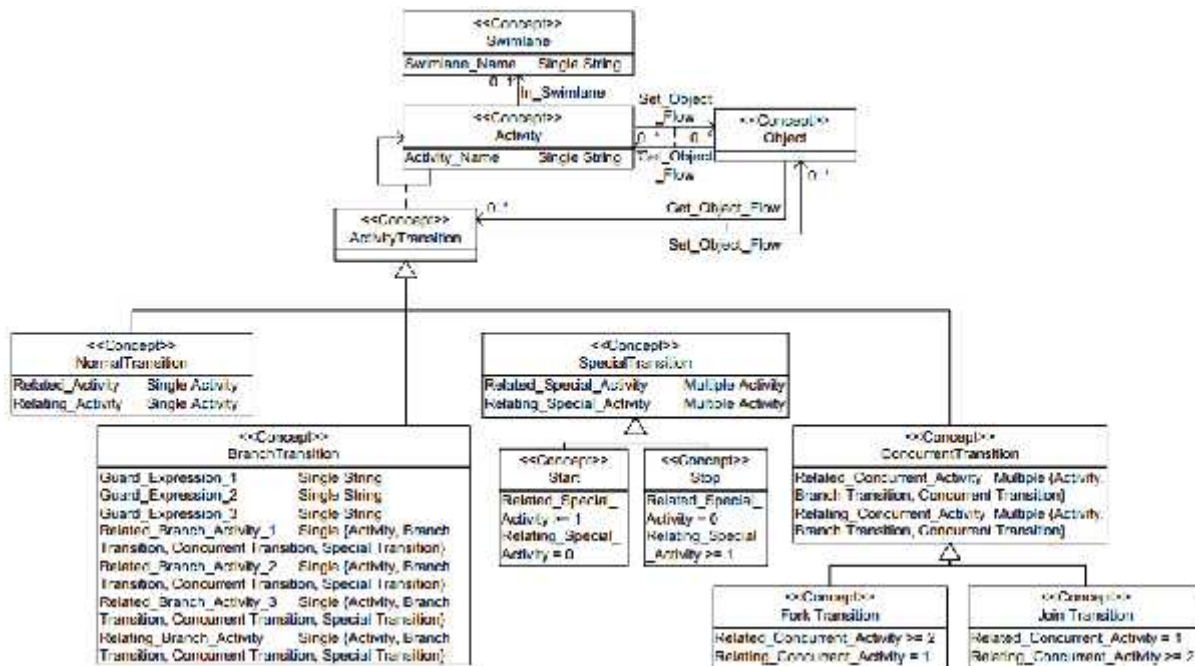 <<Concept>>
Swimlane
Swimlane_Name Single String
0..1
In_Swimlane
<<Concept>>
Activity
Activity_Name Single String
Set_Object
_Flow
0..* 0..*
Get_Object
_Flow
<<Concept>>
Object
0..*
0..*
Get_Object_Flow
Set_Object_Flow
<<Concept>>
ActivityTransition
<<Concept>>
NormalTransition
Related_Activity Single Activity
Relating_Activity Single Activity
<<Concept>>
SpecialTransition
Related_Special_Activity Multiple Activity
Relating_Special_Activity Multiple Activity
<<Concept>>
BranchTransition
Guard_Expression_1 Single String
Guard_Expression_2 Single String
Guard_Expression_3 Single String
Related_Branch_Activity_1 Single {Activity, Branch
Transition, Concurrent Transition, Special Transition}
Related_Branch_Activity_2 Single {Activity, Branch
Transition, Concurrent Transition, Special Transition}
Related_Branch_Activity_3 Single {Activity, Branch
Transition, Concurrent Transition, Special Transition}
Relating_Branch_Activity Single {Activity, Branch
Transition, Concurrent Transition, Special Transition}
<<Concept>>
Start
Related_Special_
Activity >= 1
Relating_Special_
Activity = 0
<<Concept>>
Stop
Related_Special_
Activity = 0
Relating_Special
_Activity >= 1
<<Concept>>
ConcurrentTransition
Related_Concurrent_Activity Multiple {Activity,
Branch Transition, Concurrent Transition}
Relating_Concurrent_Activity Multiple {Activity,
Branch Transition, Concurrent Transition}
<<Concept>>
Fork Transition
Related_Concurrent_Activity >= 2
Relating_Concurrent_Activity = 1
<<Concept>>
Join Transition
Related_Concurrent_Activity = 1
Relating_Concurrent_Activity >= 2